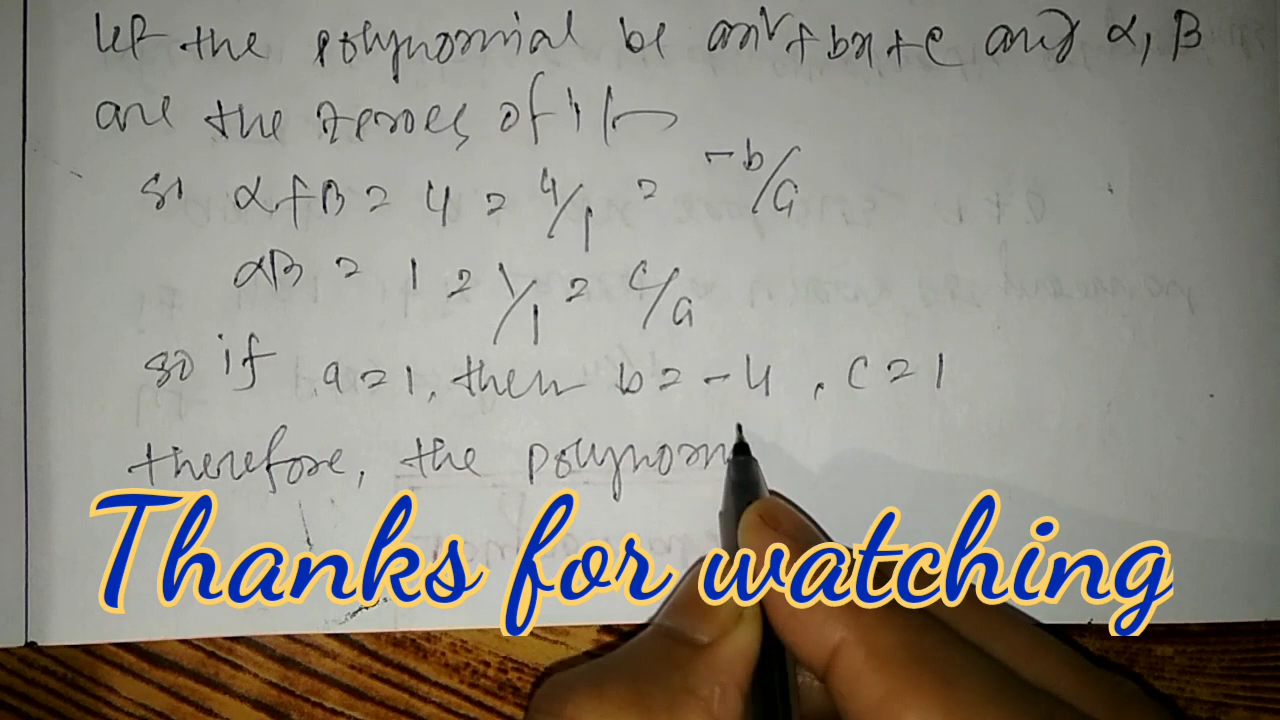 let the polynomial be ax²+bx+c and α, β
are the zeroes of it
so α+β = 4 = 4/1 = -b/a
αβ = 1 = 1/1 = c/a
so if a=1, then b=-4, c=1
therefore, the polynom
Thanks for watching